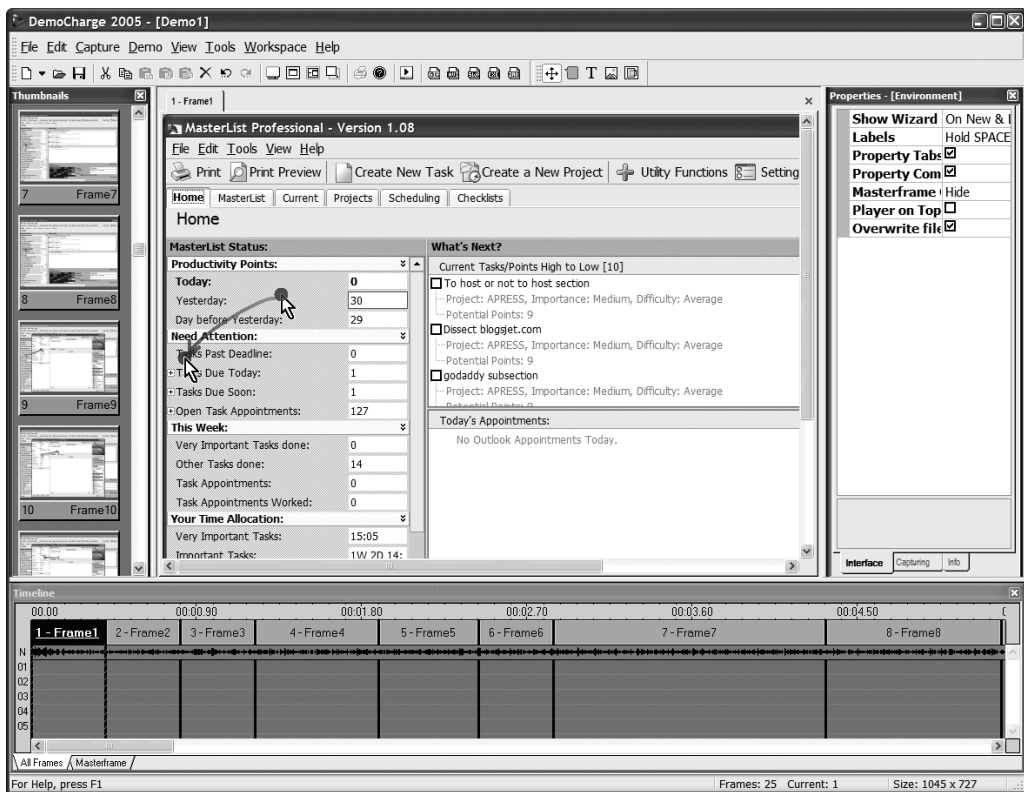 DemoCharge 2005 - [Demo1]
File Edit Capture Demo View Tools Workspace Help
Thumbnails
7 Frame7
8 Frame8
9 Frame9
10 Frame10
1 - Frame1
MasterList Professional - Version 1.08
File Edit Tools View Help
Print Print Preview Create New Task Create a New Project Utility Functions Setting
Home MasterList Current Projects Scheduling Checklists
Home
MasterList Status:
Productivity Points:
Today: 0
Yesterday: 30
Day before Yesterday: 29
Need Attention:
Tasks Past Deadline: 0
Tasks Due Today: 1
Tasks Due Soon: 1
Open Task Appointments: 127
This Week:
Very Important Tasks done: 0
Other Tasks done: 14
Task Appointments: 0
Task Appointments Worked: 0
Your Time Allocation:
Very Important Tasks: 15:05
Important Tasks: 1W 2D 14:
What's Next?
Current Tasks/Points High to Low [10]
To host or not to host section
Project: APRESS, Importance: Medium, Difficulty: Average
Potential Points: 9
Dissect blogsjet.com
Project: APRESS, Importance: Medium, Difficulty: Average
Potential Points: 9
godaddy subsection
Project: APRESS, Importance: Medium, Difficulty: Average
Potential Points: 9
Today's Appointments:
No Outlook Appointments Today.
Properties - [Environment]
Show Wizard On New &
Labels Hold SPACE
Property Tabs
Property Com
Masterframe Hide
Player on Top
Overwrite file
Interface Capturing Info
Timeline
00.00 00:00.90 00:01.80 00:02.70 00:03.60 00:04.50
1 - Frame1 2 - Frame2 3 - Frame3 4 - Frame4 5 - Frame5 6 - Frame6 7 - Frame7 8 - Frame8
N
01
02
03
04
05
All Frames Masterframe
For Help, press F1 Frames: 25 Current: 1 Size: 1045 x 727